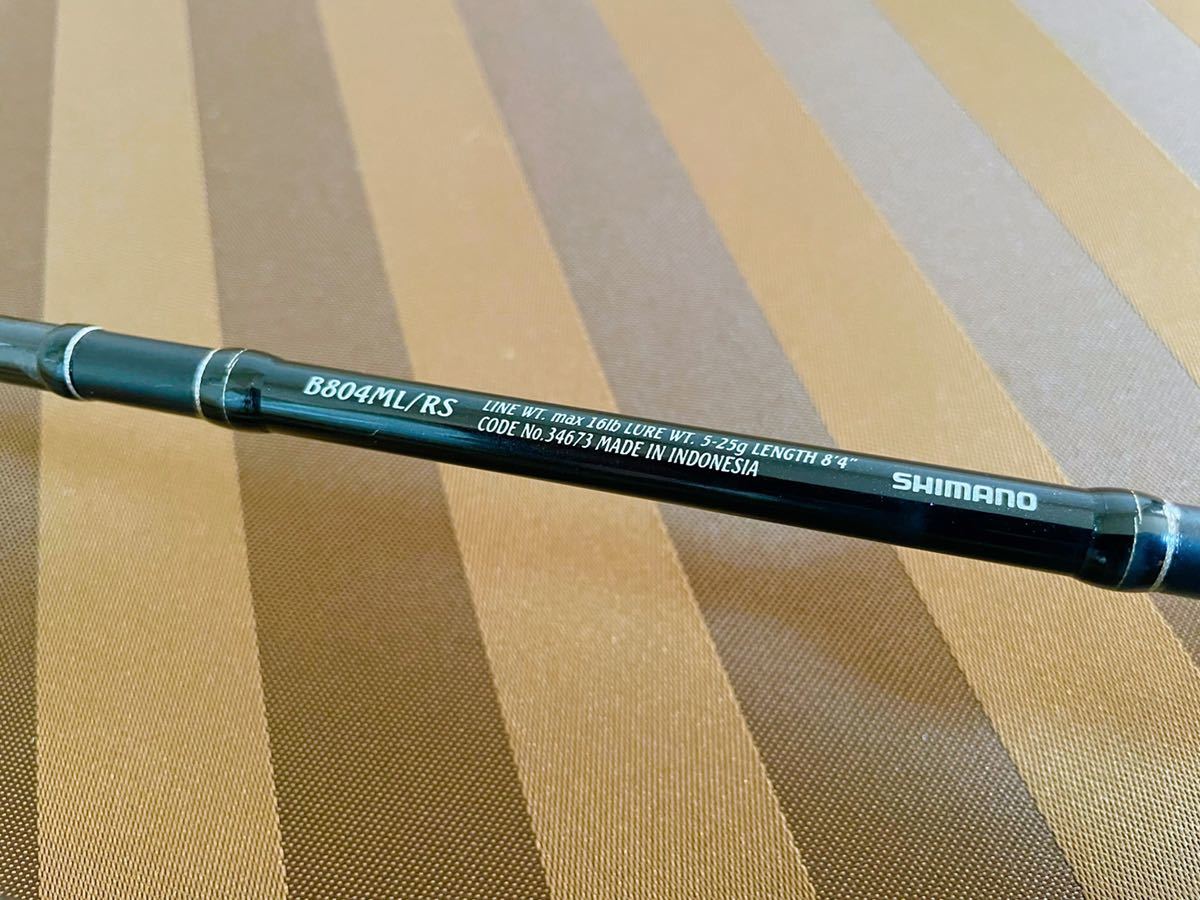 B804ML/RS
LINE WT. max 16lb LURE WT. 5-25g LENGTH 8'4"
CODE No.34673 MADE IN INDONESIA
SHIMANO